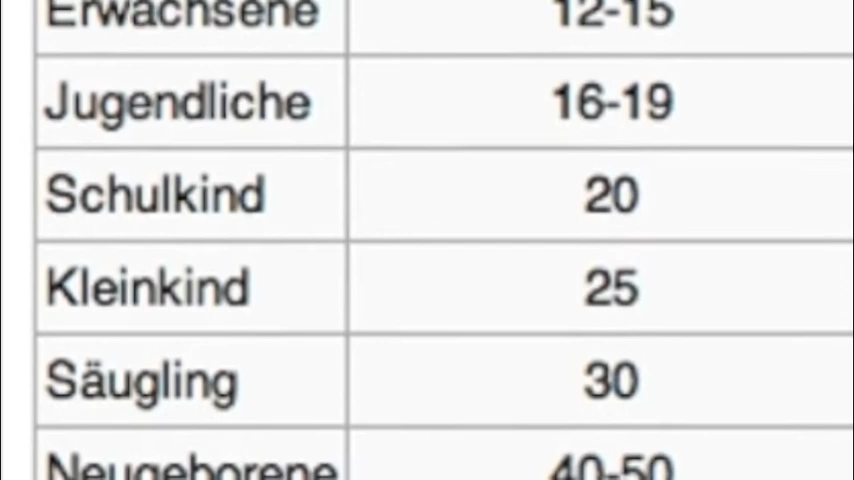 Erwachsene 12-15
Jugendliche 16-19
Schulkind 20
Kleinkind 25
Säugling 30
Neugeborene 40-50